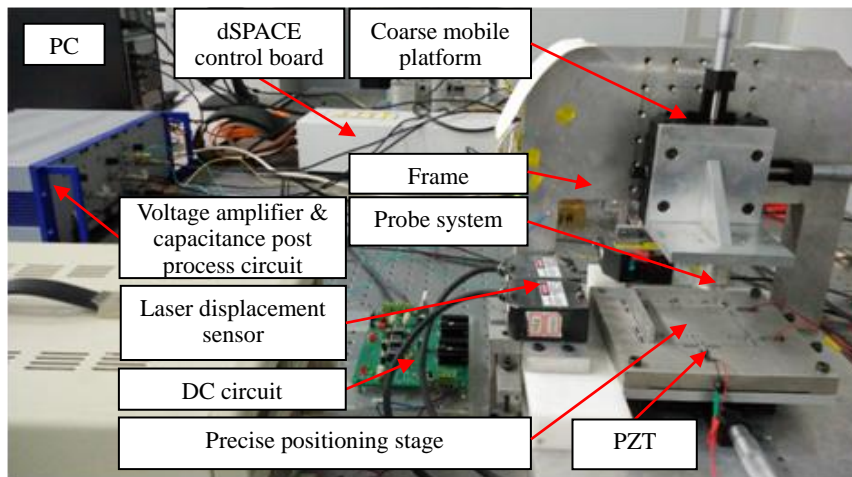 PC
dSPACE
control board
Coarse mobile
platform
Frame
Voltage amplifier &
capacitance post
process circuit
Probe system
Laser displacement
sensor
DC circuit
Precise positioning stage
PZT